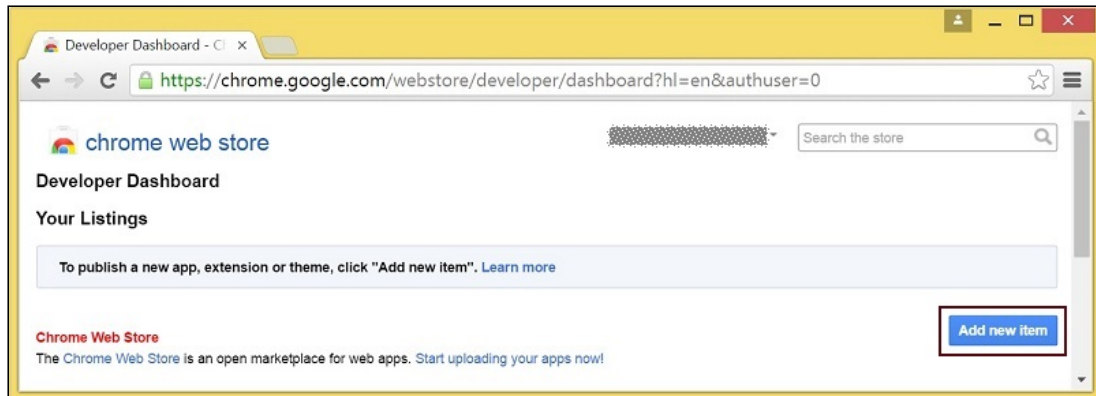 Developer Dashboard - C
https://chrome.google.com/webstore/developer/dashboard?hl=en&authuser=0
chrome web store
Search the store
Developer Dashboard
Your Listings
To publish a new app, extension or theme, click "Add new item". Learn more
Add new item
Chrome Web Store
The Chrome Web Store is an open marketplace for web apps. Start uploading your apps now!